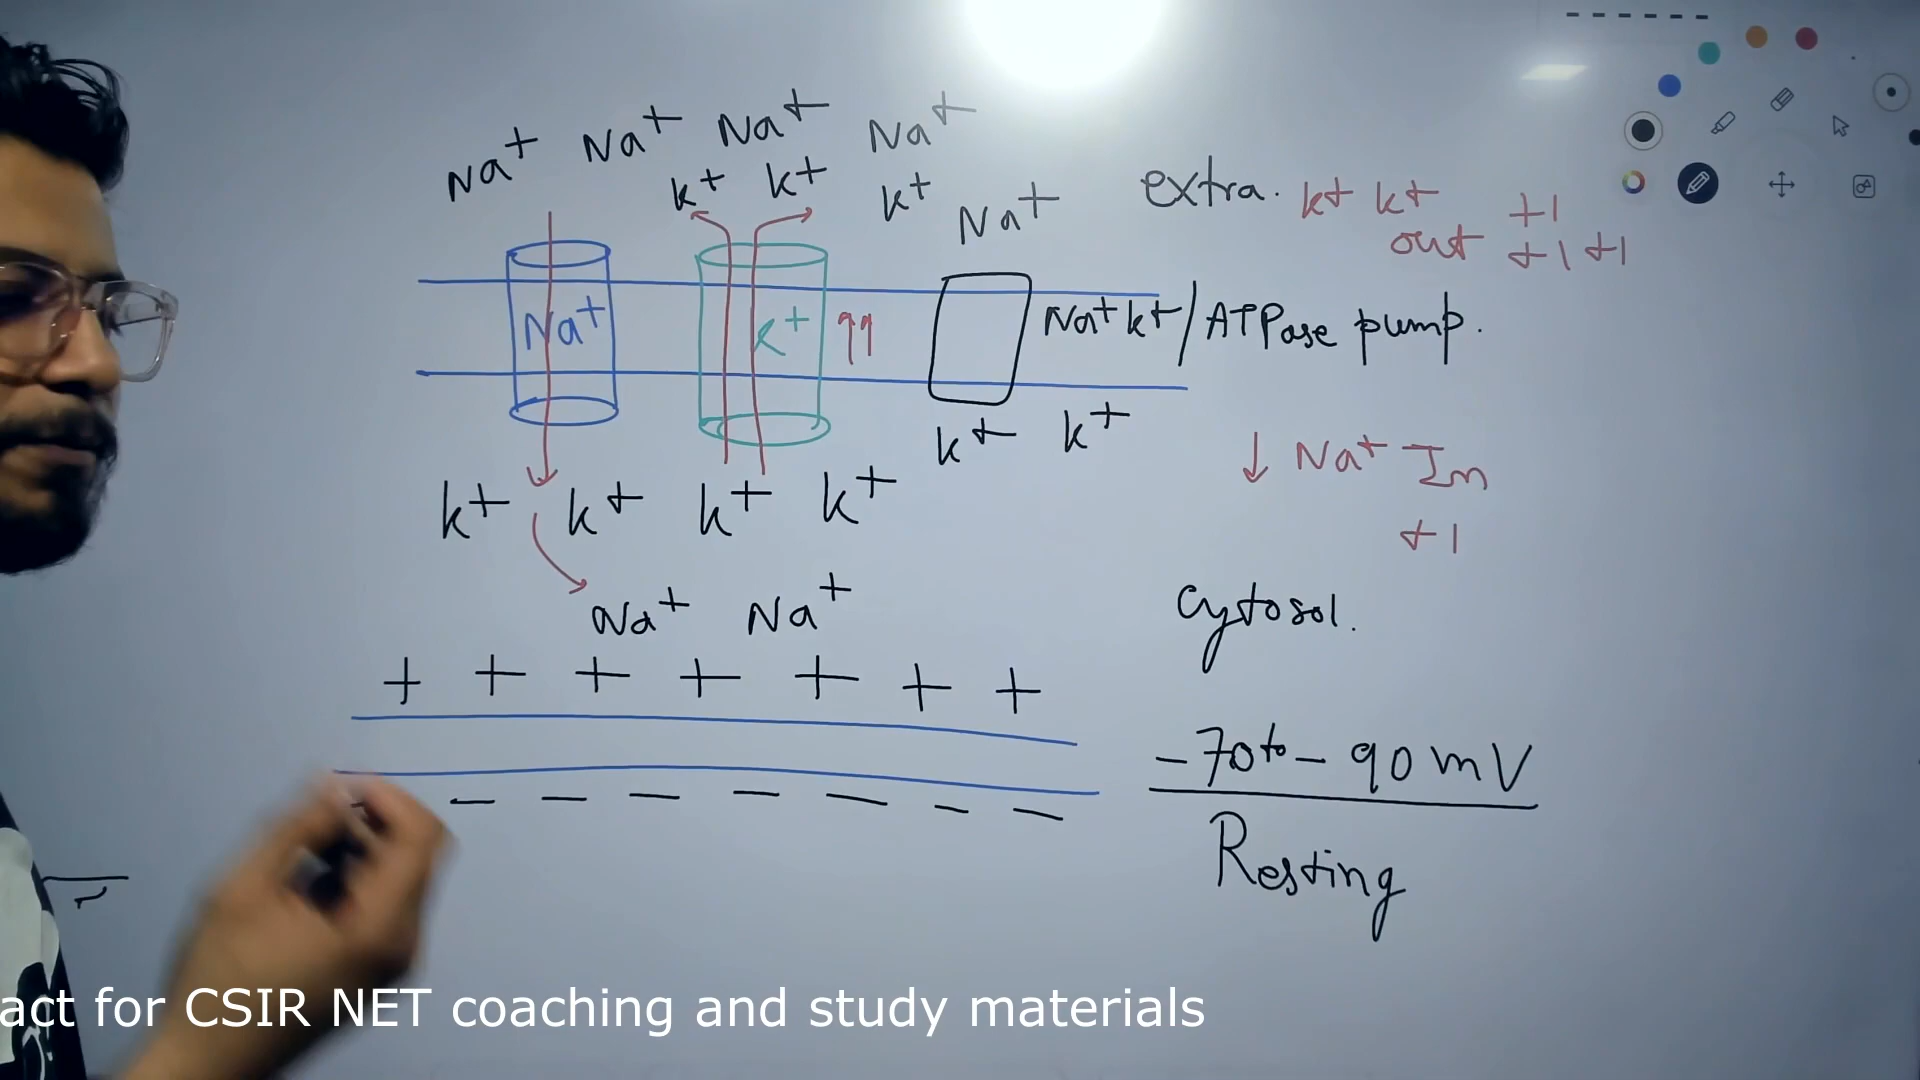 Na+ Na+ Na+ Na+
k+ k+ k+ Na+
extra. k+ k+ +1
out +1 +1
Na+ K+ Na+ k+/ATPase pump.
k+ k+
↓ Na+ In
+1
k+ k+ k+ k+
Na+ Na+
cytosol.
+ + + + + + +
-70 to -90 mV
— — — — — — —
Resting
act for CSIR NET coaching and study materials